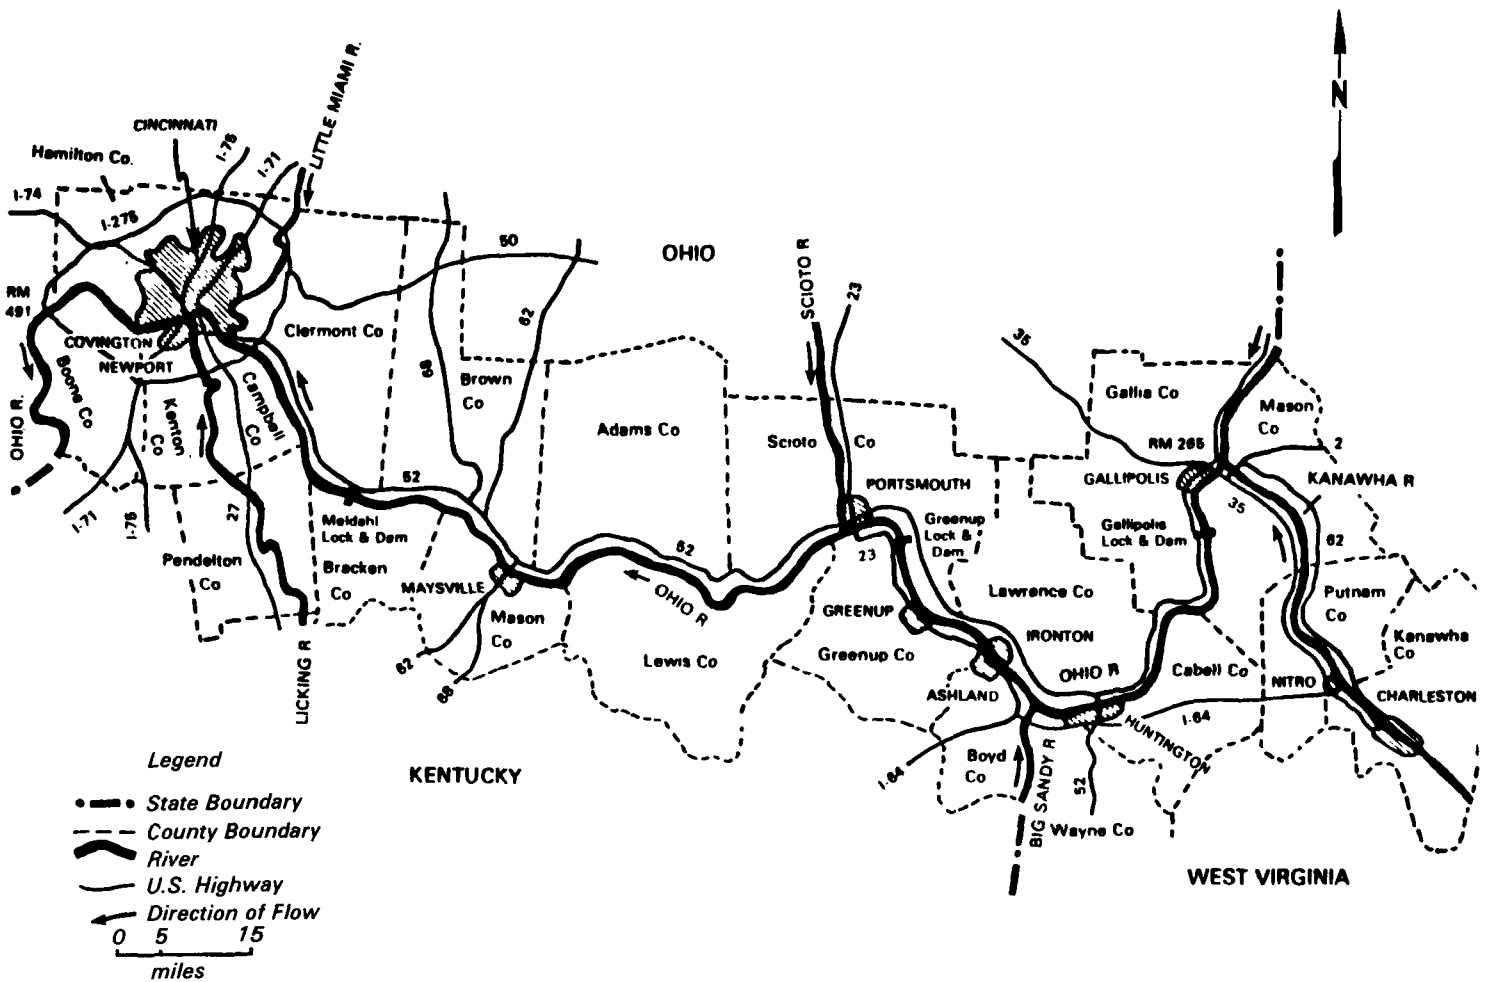 N
LITTLE MIAMI R.
CINCINNATI
I-75
I-71
Hamilton Co.
I-74
I-275
RM
491
COVINGTON
NEWPORT
Boone Co
OHIO R.
Kenton
Co
Campbell
Co
Clermont Co
50
OHIO
68
62
Brown
Co
SCIOTO R
23
35
Adams Co
Scioto
Co
Gallia Co
Mason
Co
RM 265
2
GALLIPOLIS
KANAWHA R
35
Gallipolis
Lock & Dam
62
PORTSMOUTH
Greenup
Lock &
Dam
23
I-71
I-75
27
52
Meldahl
Lock & Dam
Pendelton
Co
Bracken
Co
MAYSVILLE
Mason
Co
62
68
LICKING R
52
OHIO R
Lewis Co
GREENUP
Greenup Co
Lawrence Co
IRONTON
ASHLAND
OHIO R
Cabell Co
HUNTINGTON
I-64
Putnam
Co
Kanawha
Co
NITRO
CHARLESTON
I-64
Boyd
Co
BIG SANDY R
52
Wayne Co
KENTUCKY
WEST VIRGINIA
Legend
State Boundary
County Boundary
River
U.S. Highway
Direction of Flow
0 5 15
miles